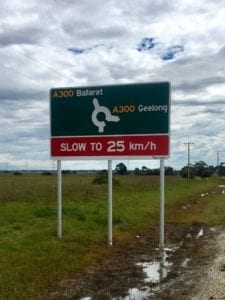 A300 Ballarat
A300 Geelong
SLOW TO 25 km/h